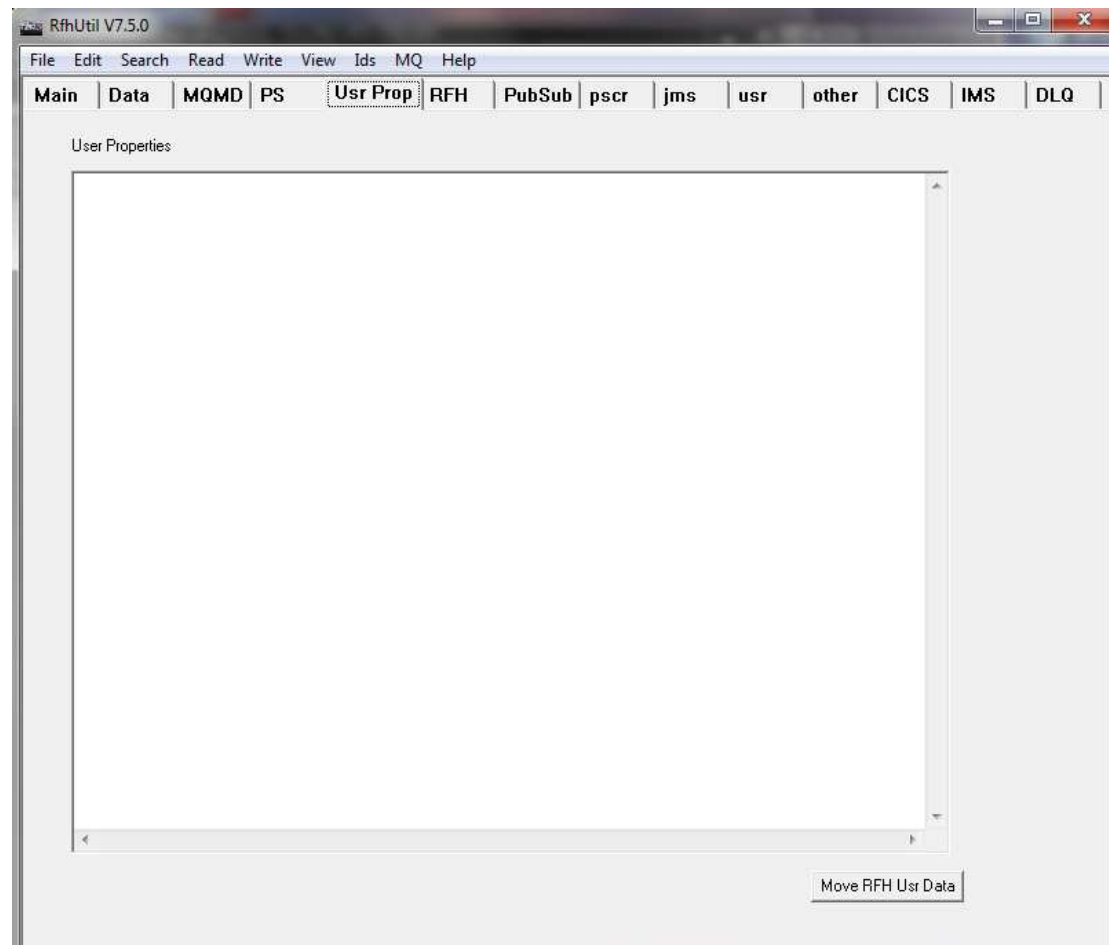 RfhUtil V7.5.0
File Edit Search Read Write View Ids MQ Help
Main Data MQMD PS Usr Prop RFH PubSub pscr jms usr other CICS IMS DLQ
User Properties
Move RFH Usr Data